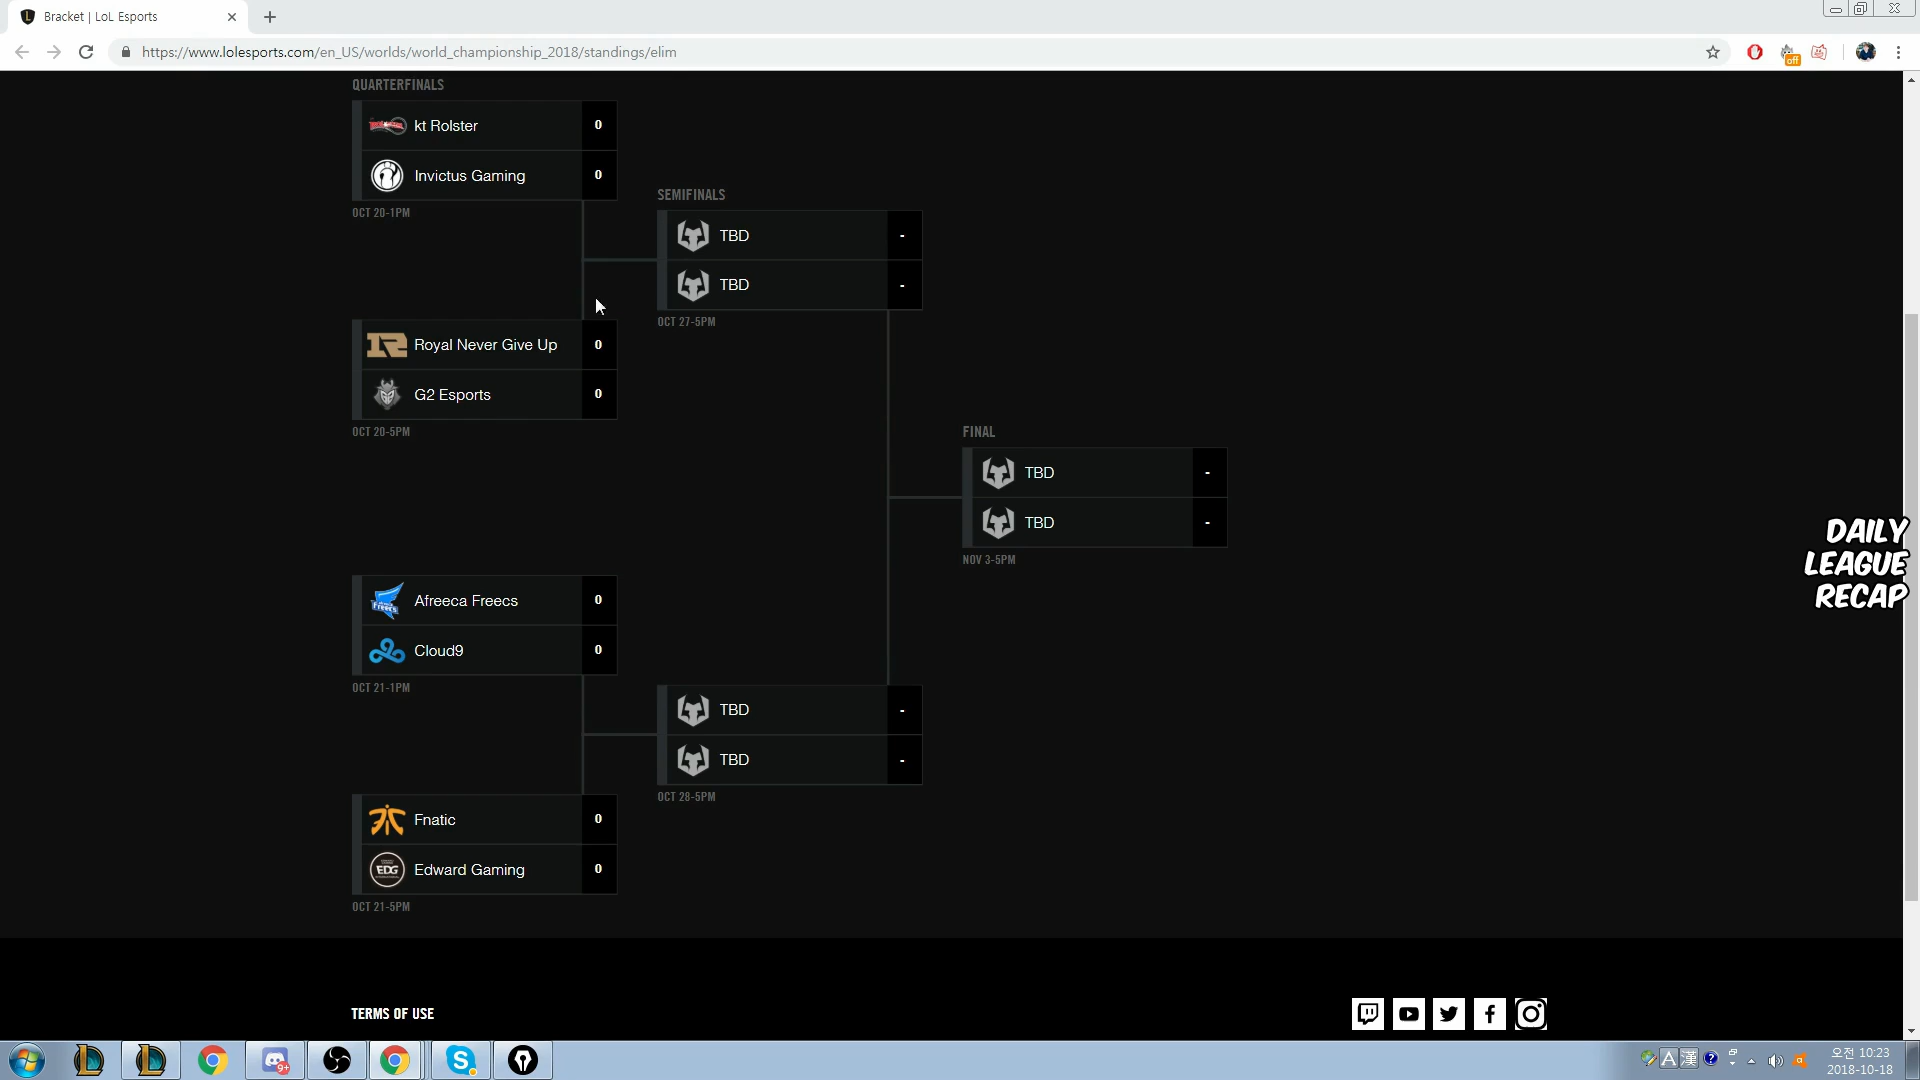 Bracket | LoL Esports
https://www.lolesports.com/en_US/worlds/world_championship_2018/standings/elim
off
QUARTERFINALS
kt Rolster 0
Invictus Gaming 0
OCT 20-1PM
SEMIFINALS
TBD -
TBD -
OCT 27-5PM
Royal Never Give Up 0
G2 Esports 0
OCT 20-5PM
FINAL
TBD -
TBD -
NOV 3-5PM
DAILY
LEAGUE
RECAP
Afreeca Freecs 0
Cloud9 0
OCT 21-1PM
TBD -
TBD -
OCT 28-5PM
Fnatic 0
EDG
Edward Gaming 0
OCT 21-5PM
TERMS OF USE
9+
A 漢
오전 10:23
2018-10-18